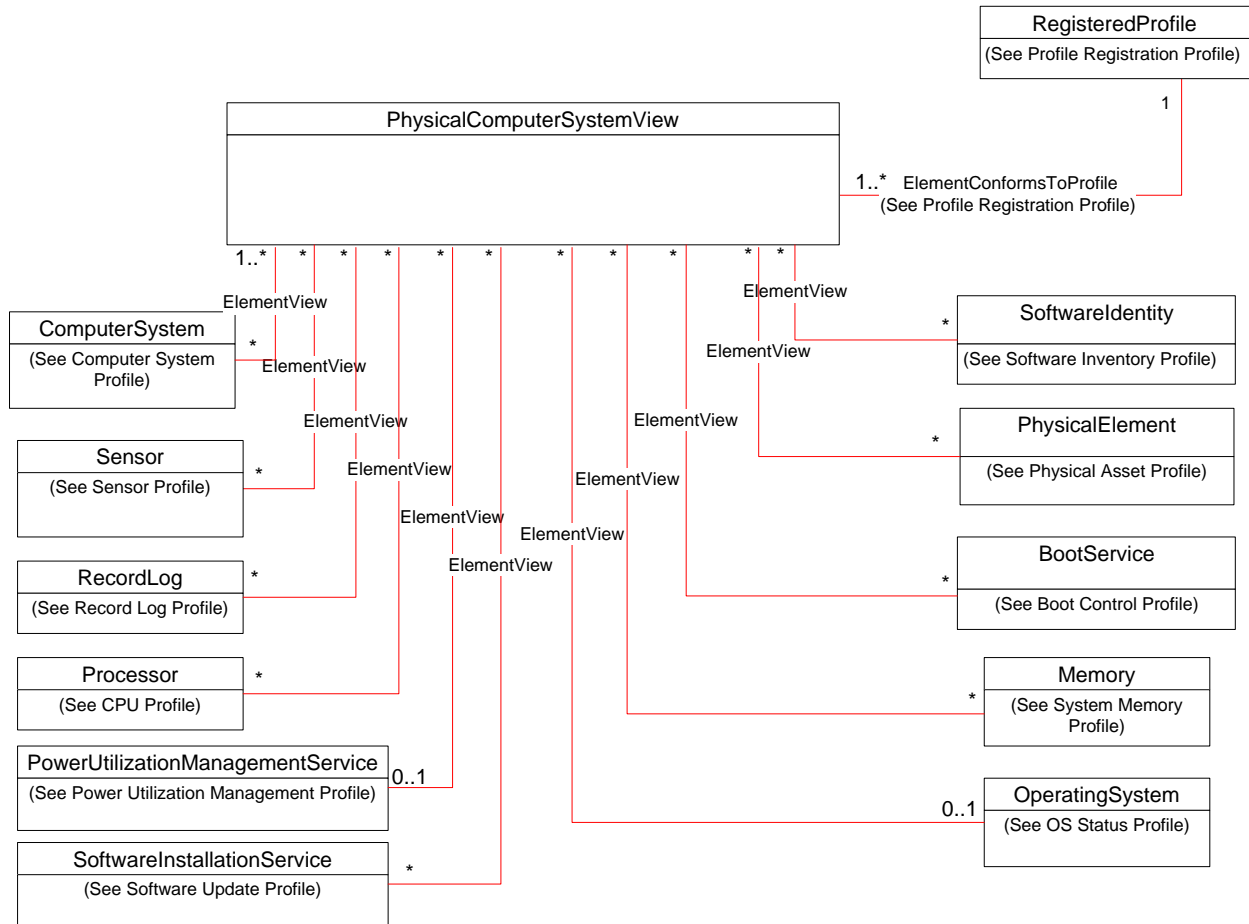 RegisteredProfile
(See Profile Registration Profile)
1
PhysicalComputerSystemView
1..*
ElementConformsToProfile
(See Profile Registration Profile)
1..*
*
*
*
*
*
*
*
*
*
*
ElementView
ElementView
ElementView
ElementView
ElementView
ElementView
ElementView
ElementView
ElementView
ElementView
ElementView
ComputerSystem
(See Computer System
Profile)
*
Sensor
(See Sensor Profile)
*
RecordLog
(See Record Log Profile)
*
Processor
(See CPU Profile)
*
PowerUtilizationManagementService
(See Power Utilization Management Profile)
0..1
SoftwareInstallationService
(See Software Update Profile)
*
SoftwareIdentity
(See Software Inventory Profile)
*
PhysicalElement
(See Physical Asset Profile)
*
BootService
(See Boot Control Profile)
*
Memory
(See System Memory
Profile)
*
OperatingSystem
(See OS Status Profile)
0..1